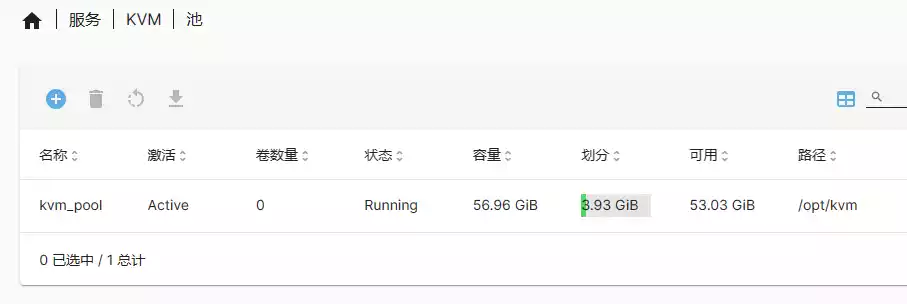 服务 KVM 池
名称 激活 卷数量 状态 容量 划分 可用 路径
kvm_pool Active 0 Running 56.96 GiB 3.93 GiB 53.03 GiB /opt/kvm
0 已选中 / 1 总计